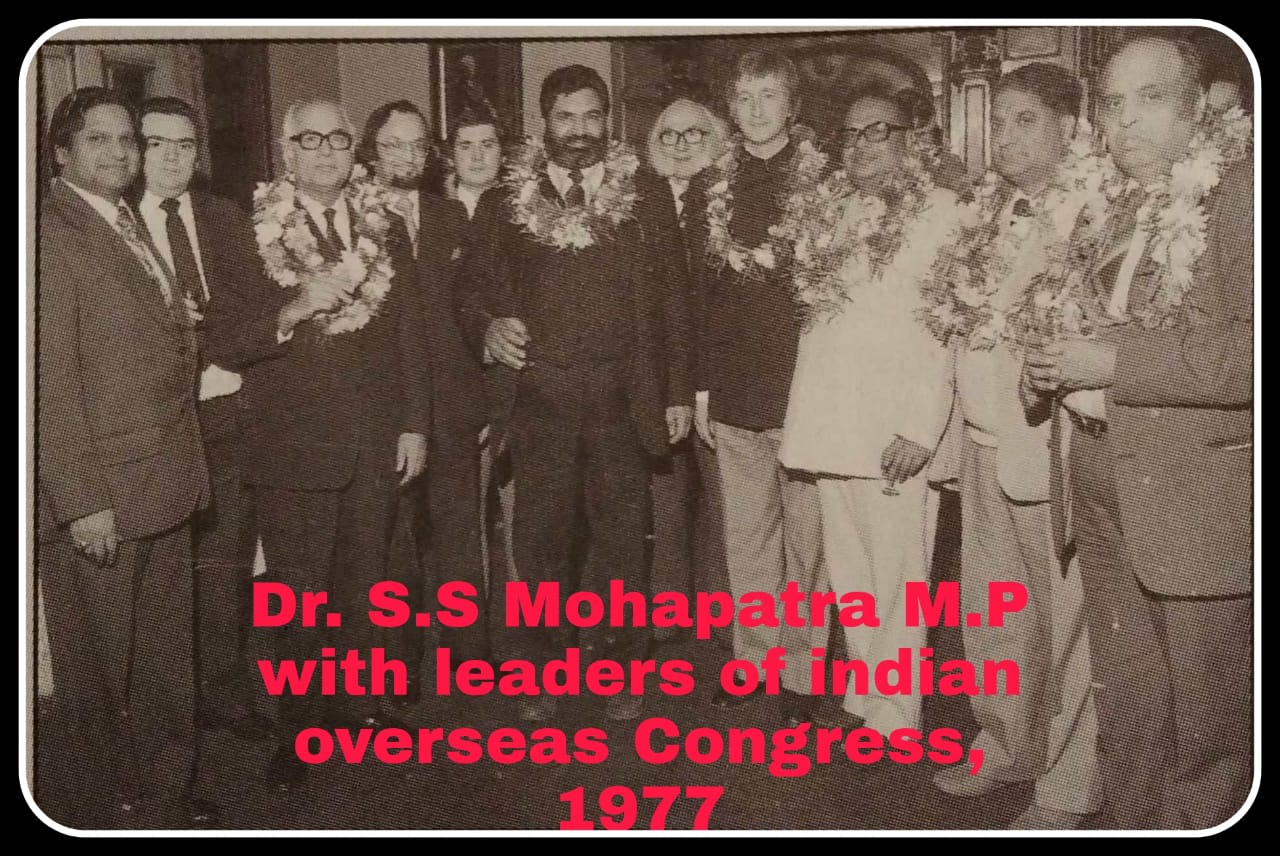 Dr. S.S Mohapatra M.P
with leaders of indian
overseas Congress,
1977